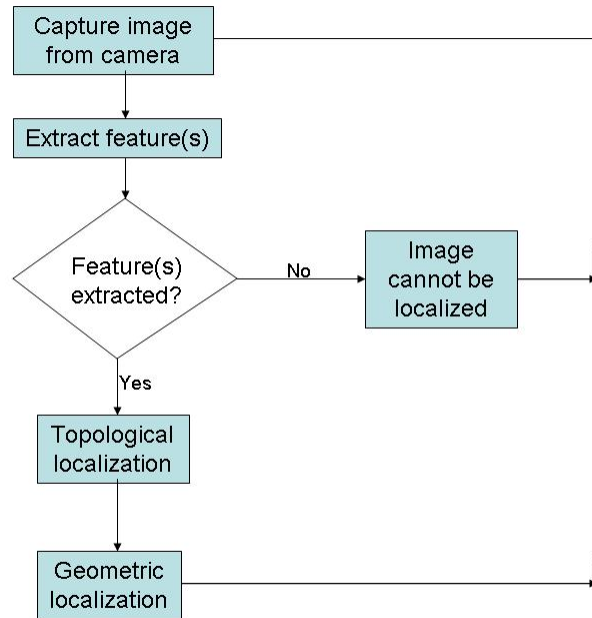 Capture image
from camera
Extract feature(s)
Feature(s)
extracted?
No
Image
cannot be
localized
Yes
Topological
localization
Geometric
localization